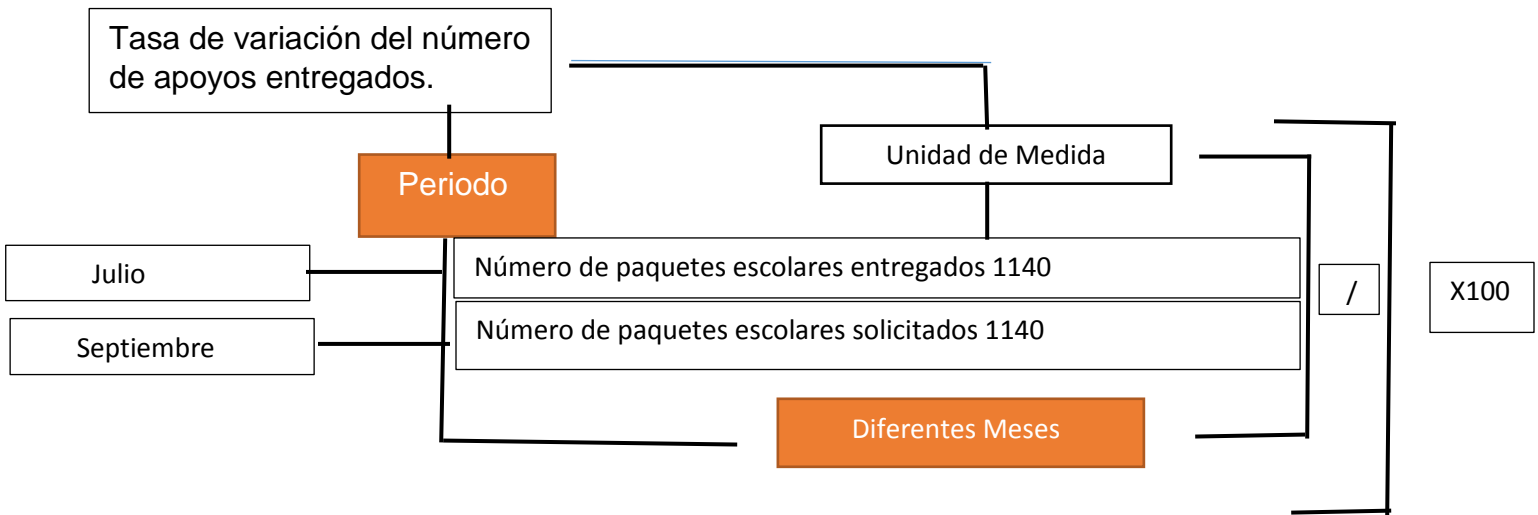 Tasa de variación del número
de apoyos entregados.
Unidad de Medida
Periodo
Julio
Número de paquetes escolares entregados 1140
/
X100
Septiembre
Número de paquetes escolares solicitados 1140
Diferentes Meses